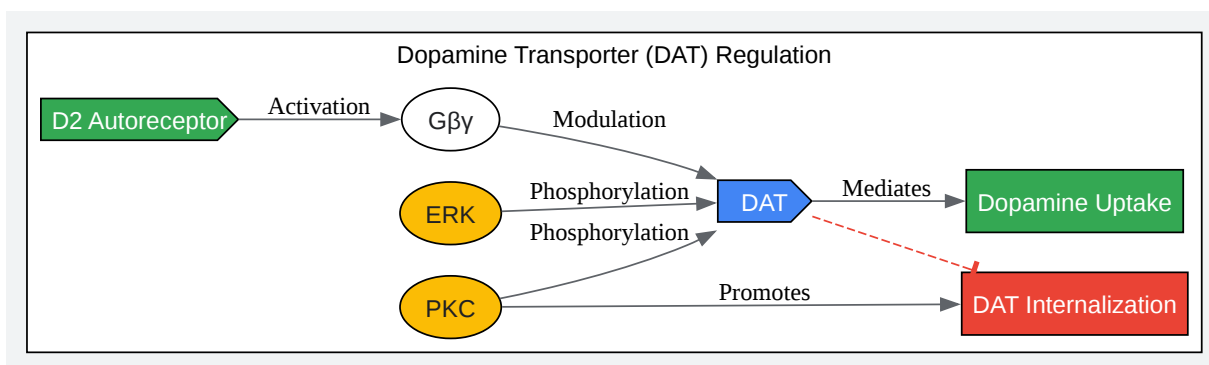 Dopamine Transporter (DAT) Regulation
D2 Autoreceptor
Activation
Gβγ
Modulation
ERK
Phosphorylation
DAT
Mediates
Dopamine Uptake
Phosphorylation
PKC
Promotes
DAT Internalization